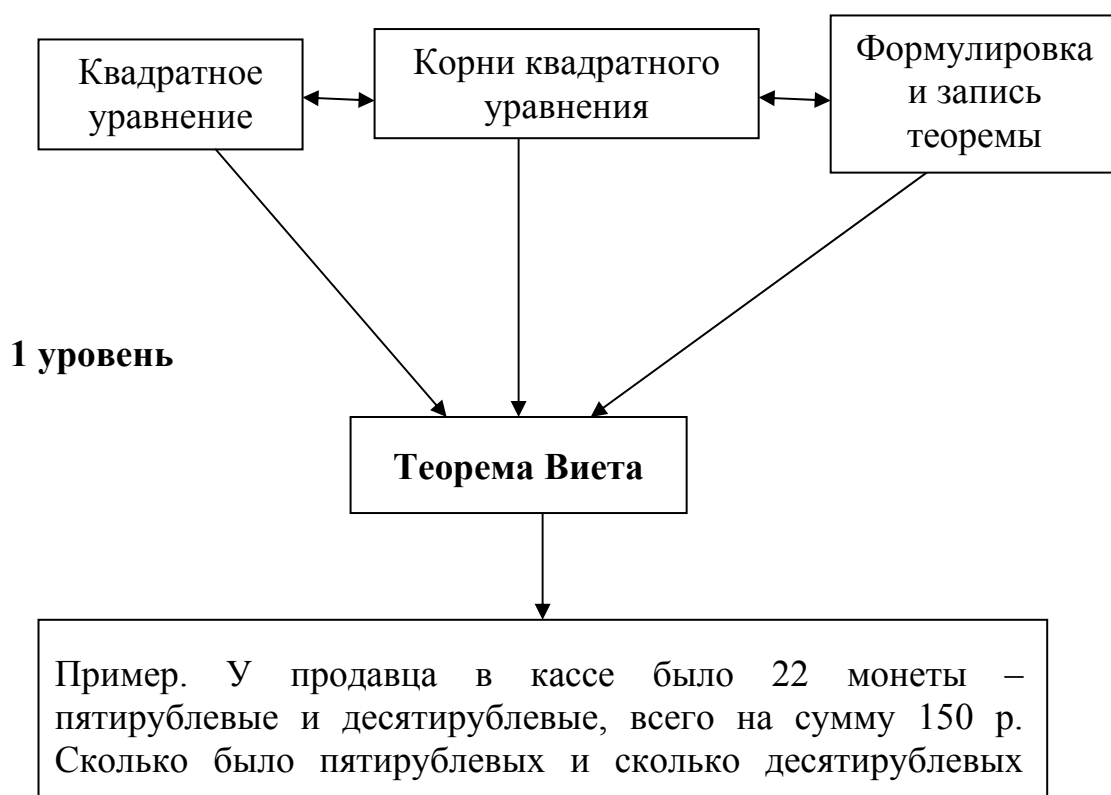 Квадратное
уравнение
Корни квадратного
уравнения
Формулировка
и запись
теоремы
1 уровень
Теорема Виета
Пример. У продавца в кассе было 22 монеты –
пятирублевые и десятирублевые, всего на сумму 150 р.
Сколько было пятирублевых и сколько десятирублевых